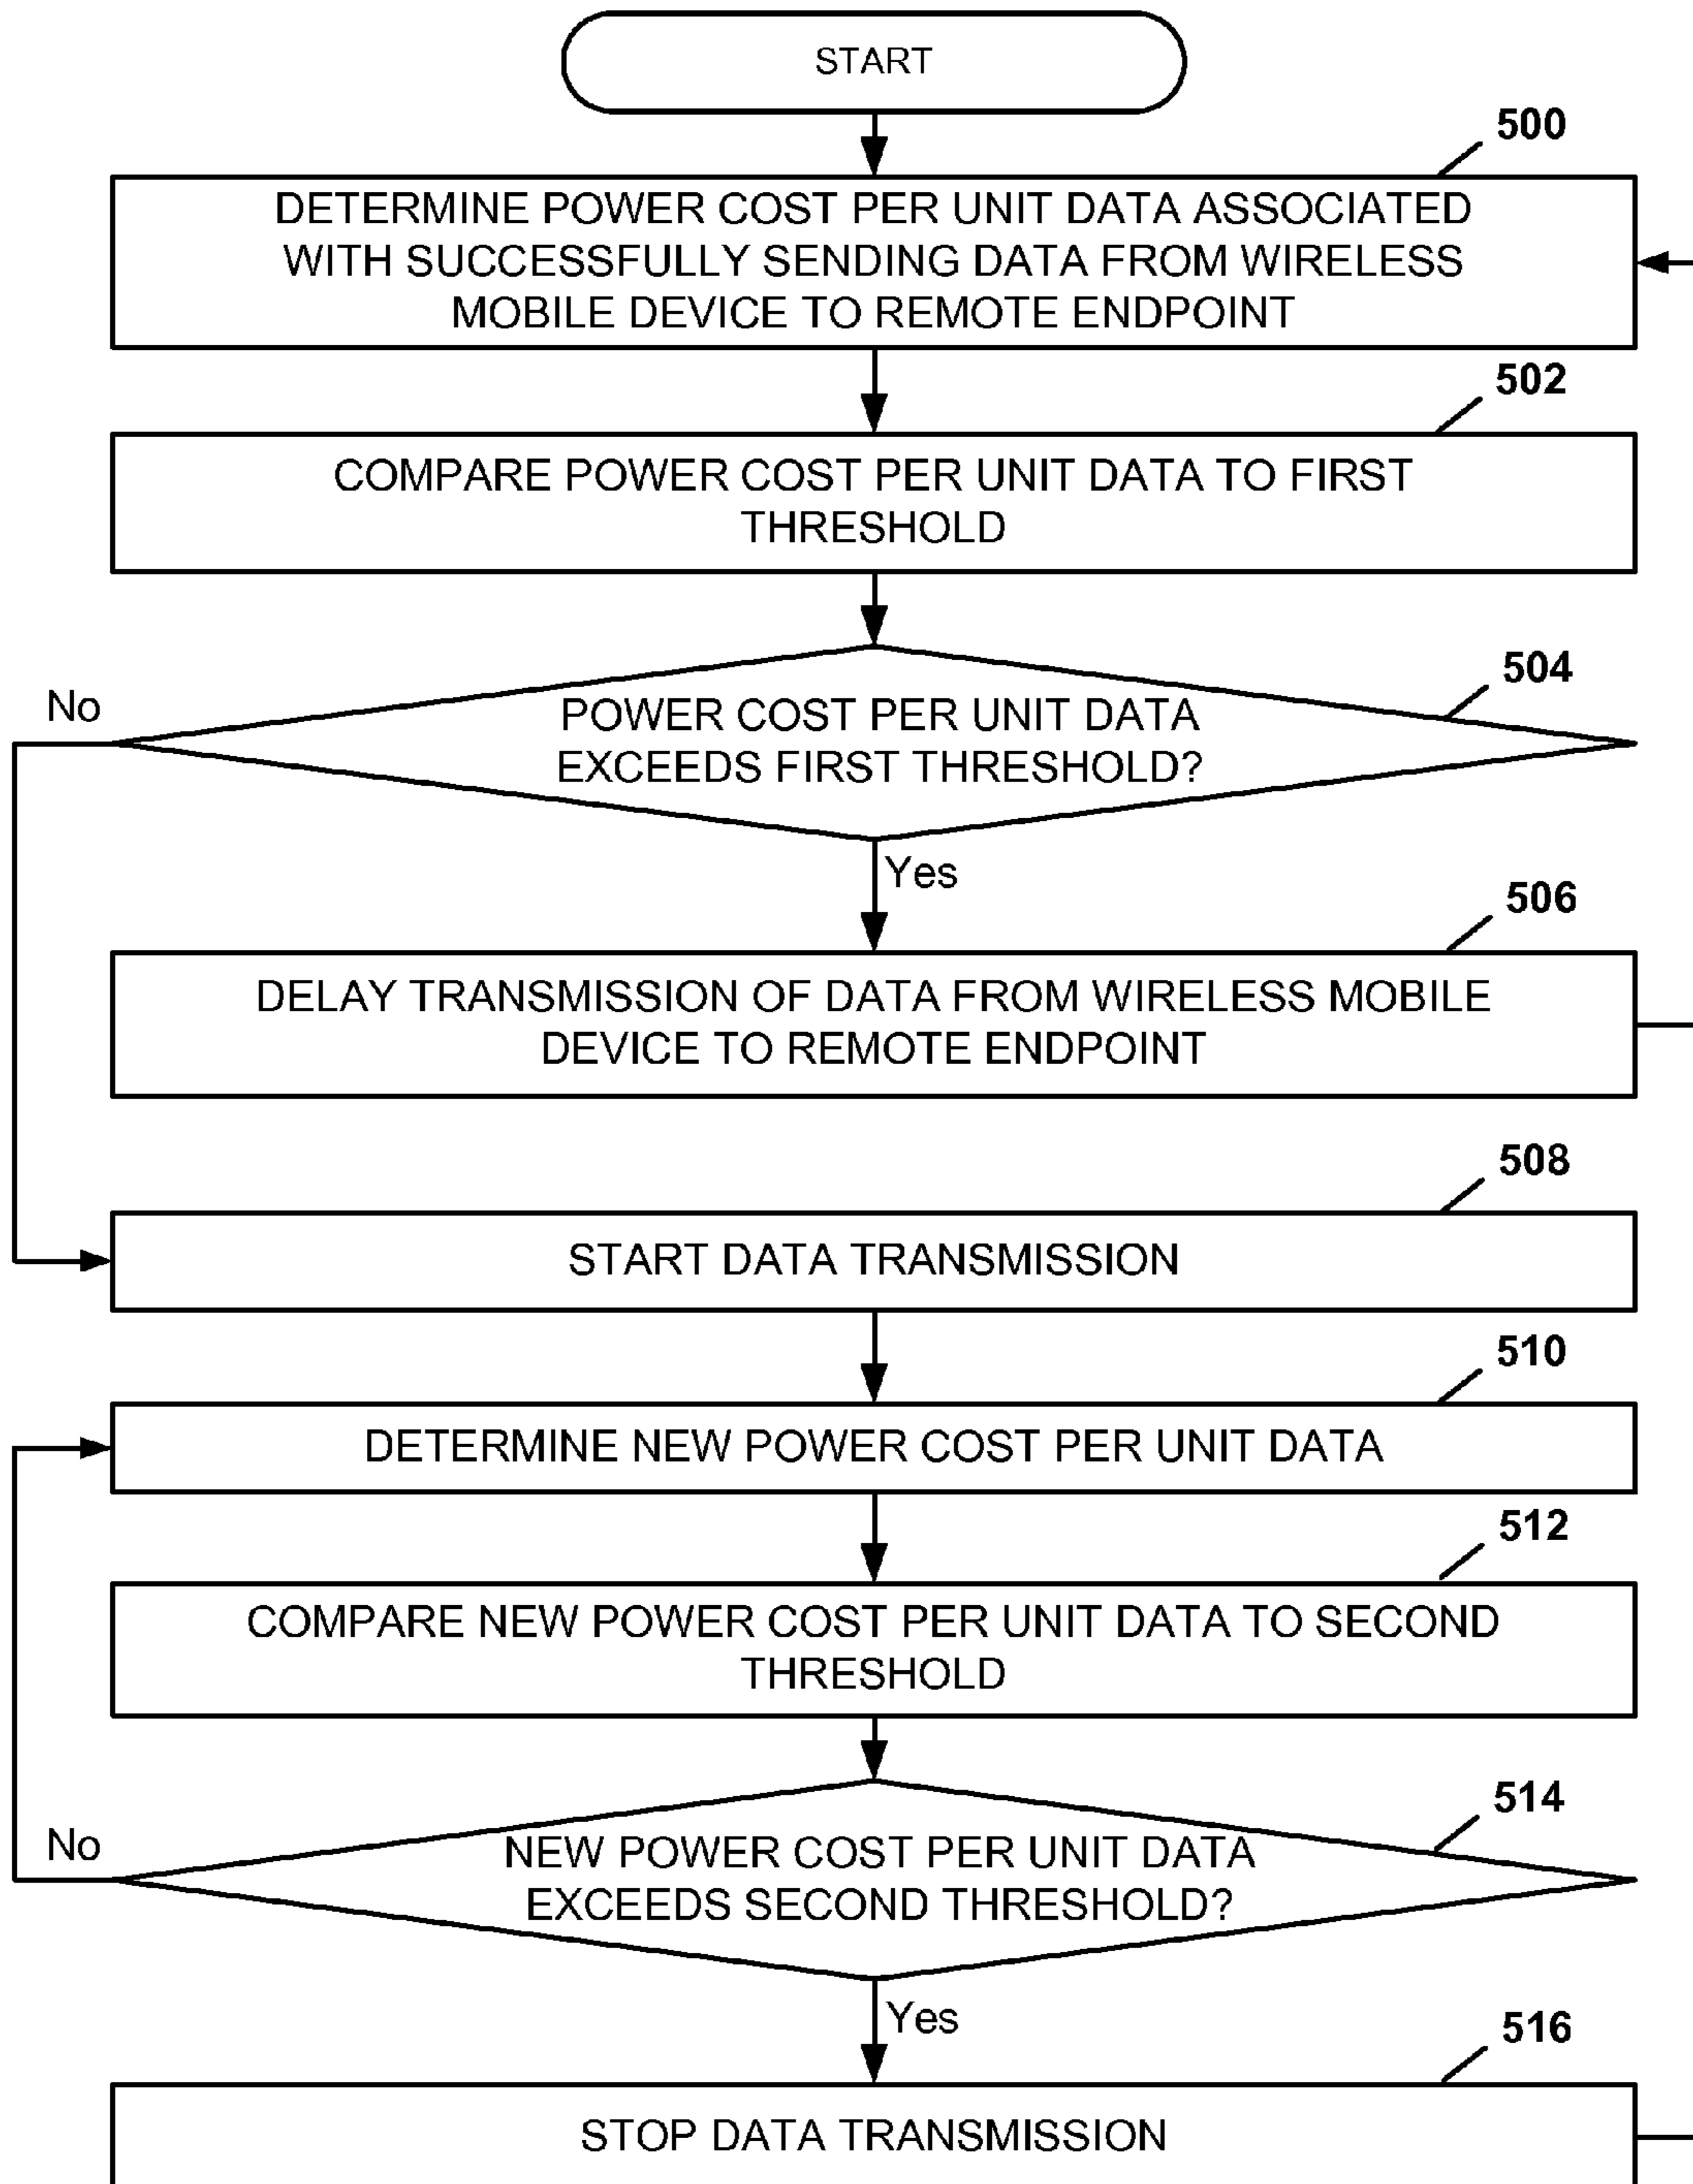 START
500
DETERMINE POWER COST PER UNIT DATA ASSOCIATED
WITH SUCCESSFULLY SENDING DATA FROM WIRELESS
MOBILE DEVICE TO REMOTE ENDPOINT
502
COMPARE POWER COST PER UNIT DATA TO FIRST
THRESHOLD
504
No
POWER COST PER UNIT DATA
EXCEEDS FIRST THRESHOLD?
Yes
506
DELAY TRANSMISSION OF DATA FROM WIRELESS MOBILE
DEVICE TO REMOTE ENDPOINT
508
START DATA TRANSMISSION
510
DETERMINE NEW POWER COST PER UNIT DATA
512
COMPARE NEW POWER COST PER UNIT DATA TO SECOND
THRESHOLD
514
No
NEW POWER COST PER UNIT DATA
EXCEEDS SECOND THRESHOLD?
Yes
516
STOP DATA TRANSMISSION